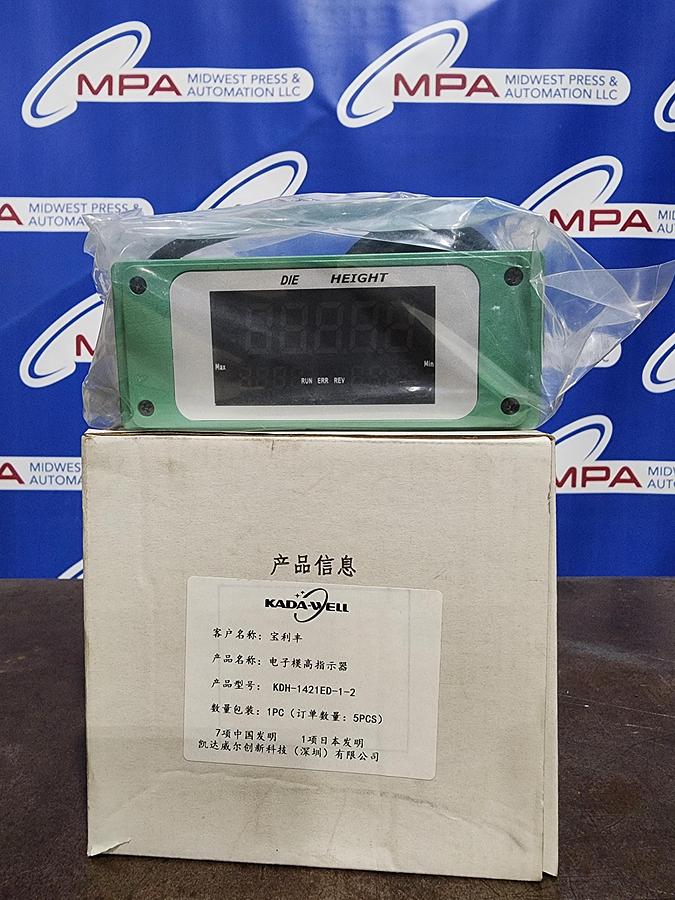 MPA MIDWEST PRESS & AUTOMATION LLC
MPA MIDWEST PRESS & AUTOMATION LLC
MPA MIDWEST PRESS & AUTOMATION
MPA MIDWEST
DIE HEIGHT
Max
Min
RUN ERR REV
MPA MIDWEST
产品信息
KADA-WELL
客户名称：宝利丰
产品名称：电子模高指示器
产品型号： KDH-1421ED-1-2
数量包装：1PC（订单数量：5PCS）
7项中国发明 1项日本发明
凯达威尔创新科技（深圳）有限公司